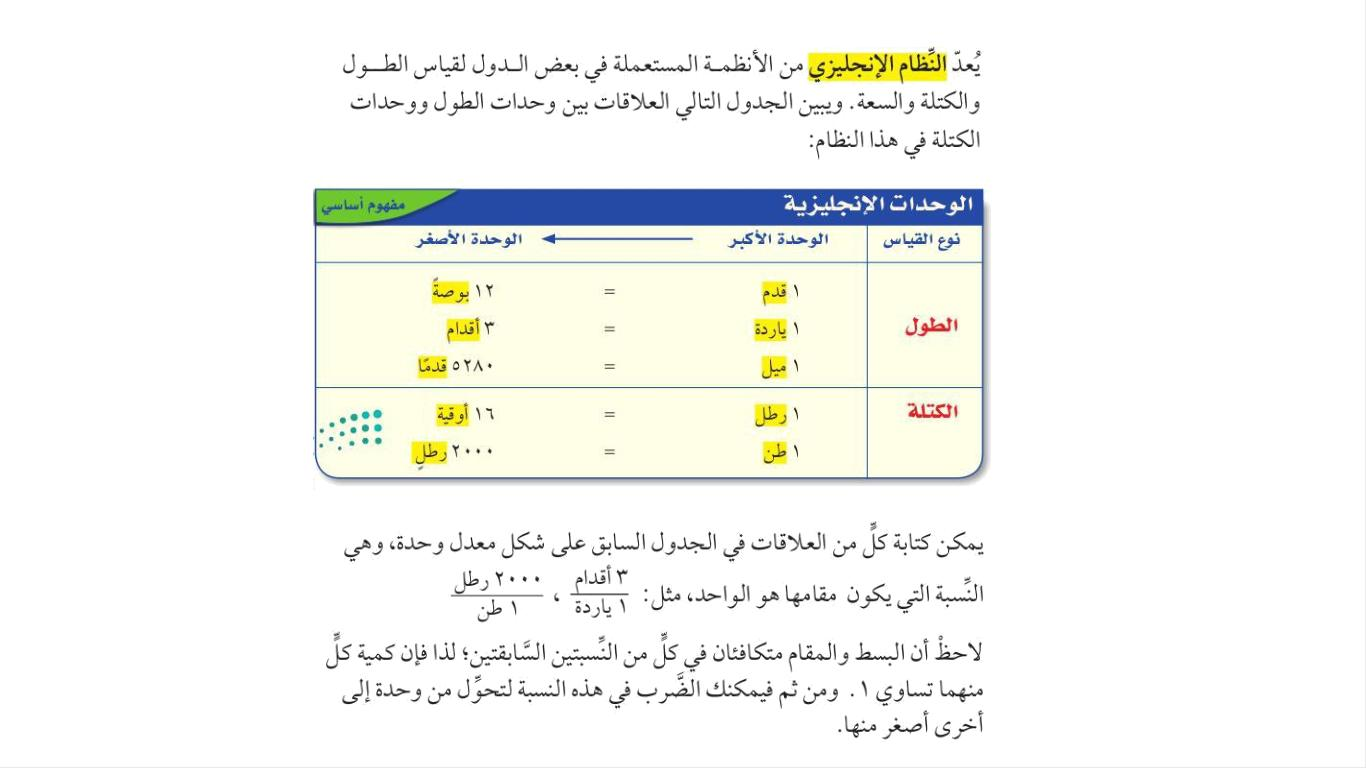 يُعدّ النِّظام الإنجليزي من الأنظمة المستعملة في بعض الدول لقياس الطول
والكتلة والسعة. ويبين الجدول التالي العلاقات بين وحدات الطول ووحدات
الكتلة في هذا النظام:
الوحدات الإنجليزية مفهوم أساسي
نوع القياس الوحدة الأكبر الوحدة الأصغر
١ قدم = ١٢ بوصةً
الطول ١ ياردة = ٣ أقدام
١ ميل = ٥٢٨٠ قدمًا
الكتلة ١ رطل = ١٦ أوقية
١ طن = ٢٠٠٠ رطلٍ
يمكن كتابة كلٍّ من العلاقات في الجدول السابق على شكل معدل وحدة، وهي
النِّسبة التي يكون مقامها هو الواحد، مثل: ٣ أقدام / ١ ياردة ، ٢٠٠٠ رطل / ١ طن
لاحظْ أن البسط والمقام متكافئان في كلٍّ من النِّسبتين السَّابقتين؛ لذا فإن كمية كلٍّ
منهما تساوي ١. ومن ثم فيمكنك الضَّرب في هذه النسبة لتحوِّل من وحدة إلى
أخرى أصغر منها.